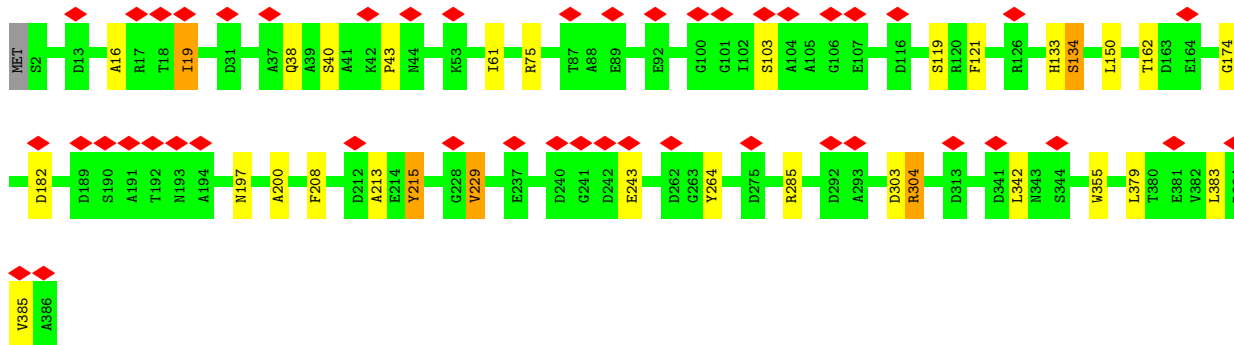 MET S2 D13 A16 R17 T18 I19 D31 A37 Q38 A39 S40 A41 K42 P43 N44 K53 I61 R75 T87 A88 E89 E92 G100 G101 I102 S103 A104 A105 G106 E107 D116 S119 R120 F121 R126 H133 S134 L150 T162 D163 E164 G174
D182 D189 S190 A191 T192 N193 A194 N197 A200 F208 D212 A213 E214 Y215 G228 V229 E237 D240 G241 D242 E243 D262 G263 Y264 D275 R285 D292 A293 D303 R304 D313 D341 L342 N343 S344 W355 L379 T380 E381 V382 L383
V385 A386